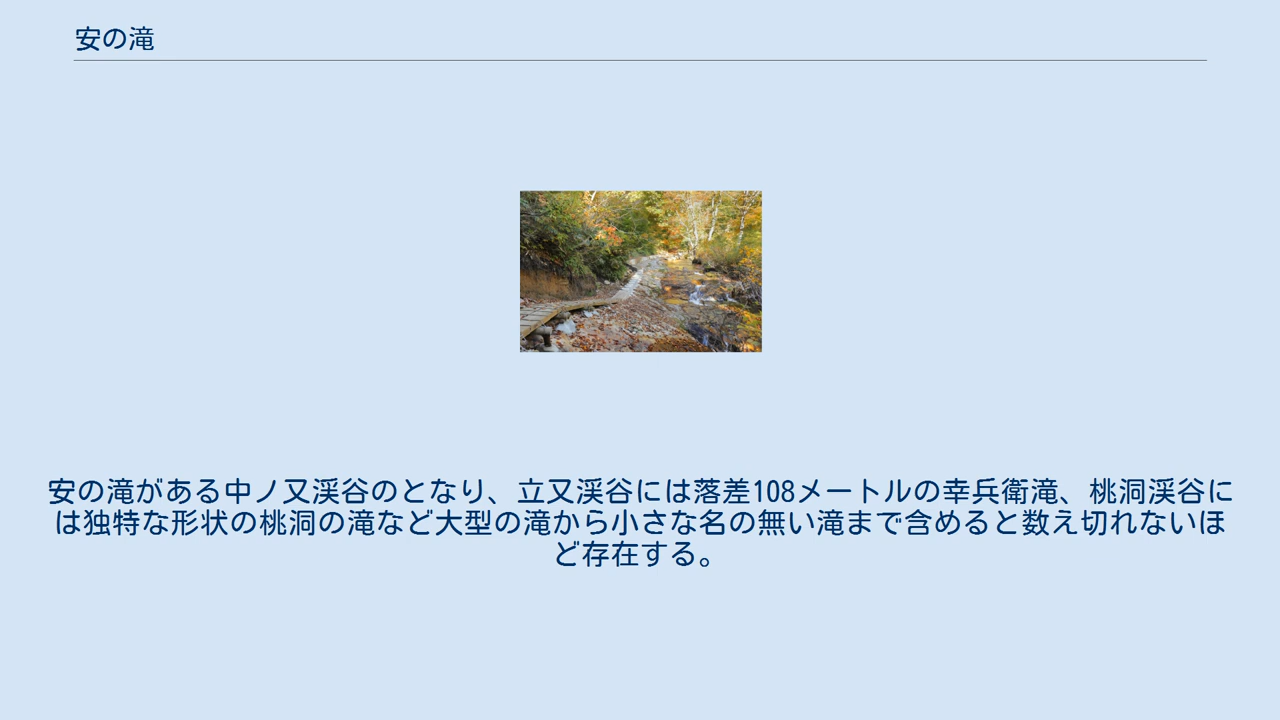 安の滝
安の滝がある中ノ又渓谷のとなり、立又渓谷には落差108メートルの幸兵衛滝、桃洞渓谷に
は独特な形状の桃洞の滝など大型の滝から小さな名の無い滝まで含めると数え切れないほ
ど存在する。